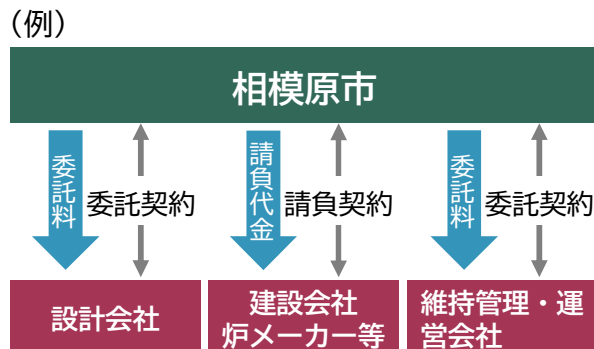 （例）
相模原市
委託料
委託契約
請負代金
請負契約
委託料
委託契約
設計会社
建設会社
炉メーカー等
維持管理・運
営会社